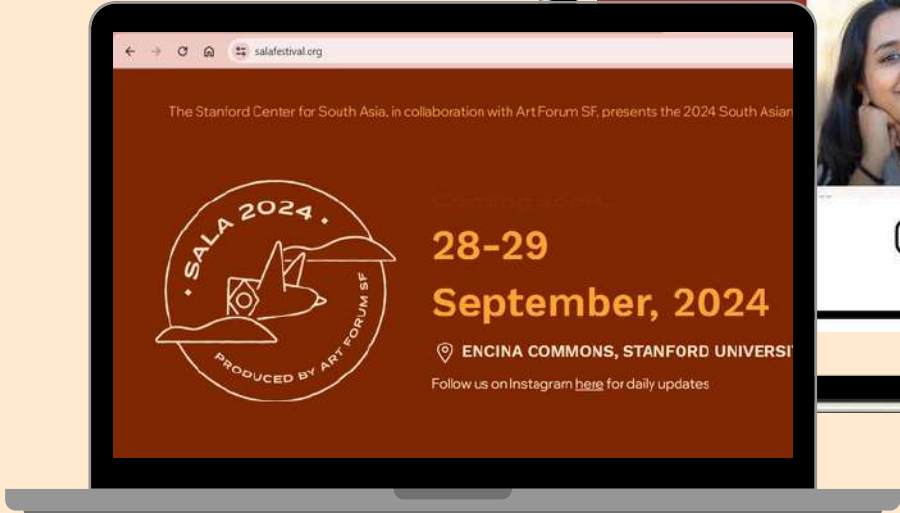 salafestival.org
The Stanford Center for South Asia, in collaboration with Art Forum SF, presents the 2024 South Asian
• SALA 2024 •
PRODUCED BY ART FORUM SF
28-29
September, 2024
ENCINA COMMONS, STANFORD UNIVERSI
Follow us on Instagram here for daily updates